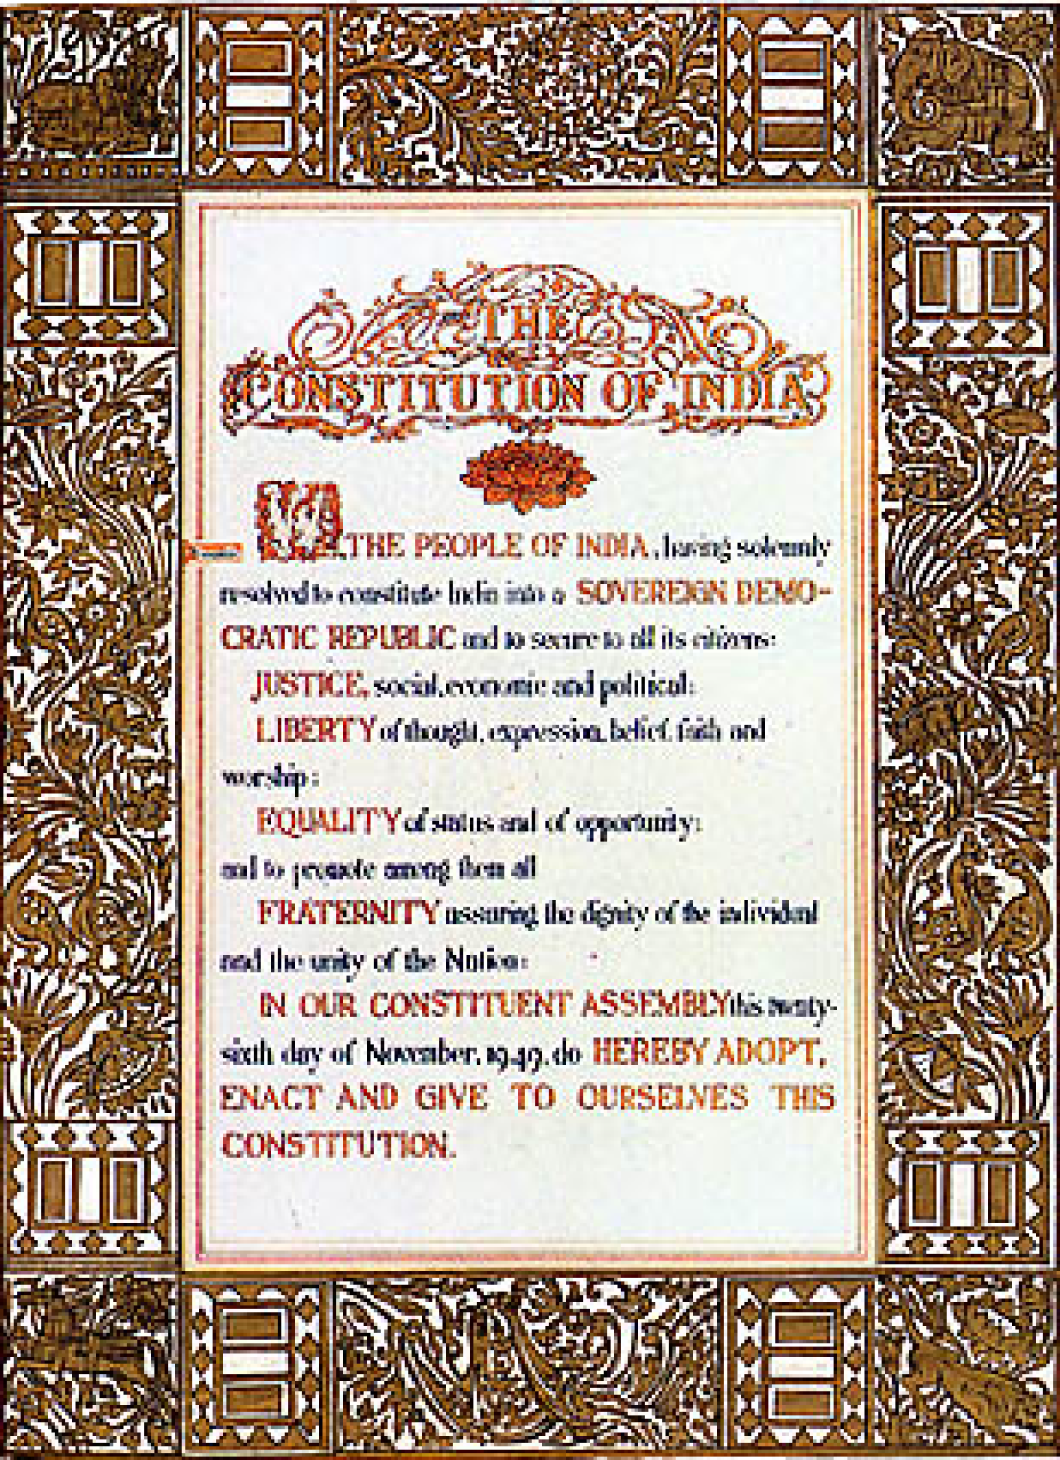 THE
CONSTITUTION OF INDIA
WE, THE PEOPLE OF INDIA, having solemnly
resolved to constitute India into a SOVEREIGN DEMO-
CRATIC REPUBLIC and to secure to all its citizens:
JUSTICE, social, economic and political;
LIBERTY of thought, expression, belief, faith and
worship;
EQUALITY of status and of opportunity;
and to promote among them all
FRATERNITY assuring the dignity of the individual
and the unity of the Nation;
IN OUR CONSTITUENT ASSEMBLY this twenty-
sixth day of November, 1949, do HEREBY ADOPT,
ENACT AND GIVE TO OURSELVES THIS
CONSTITUTION.